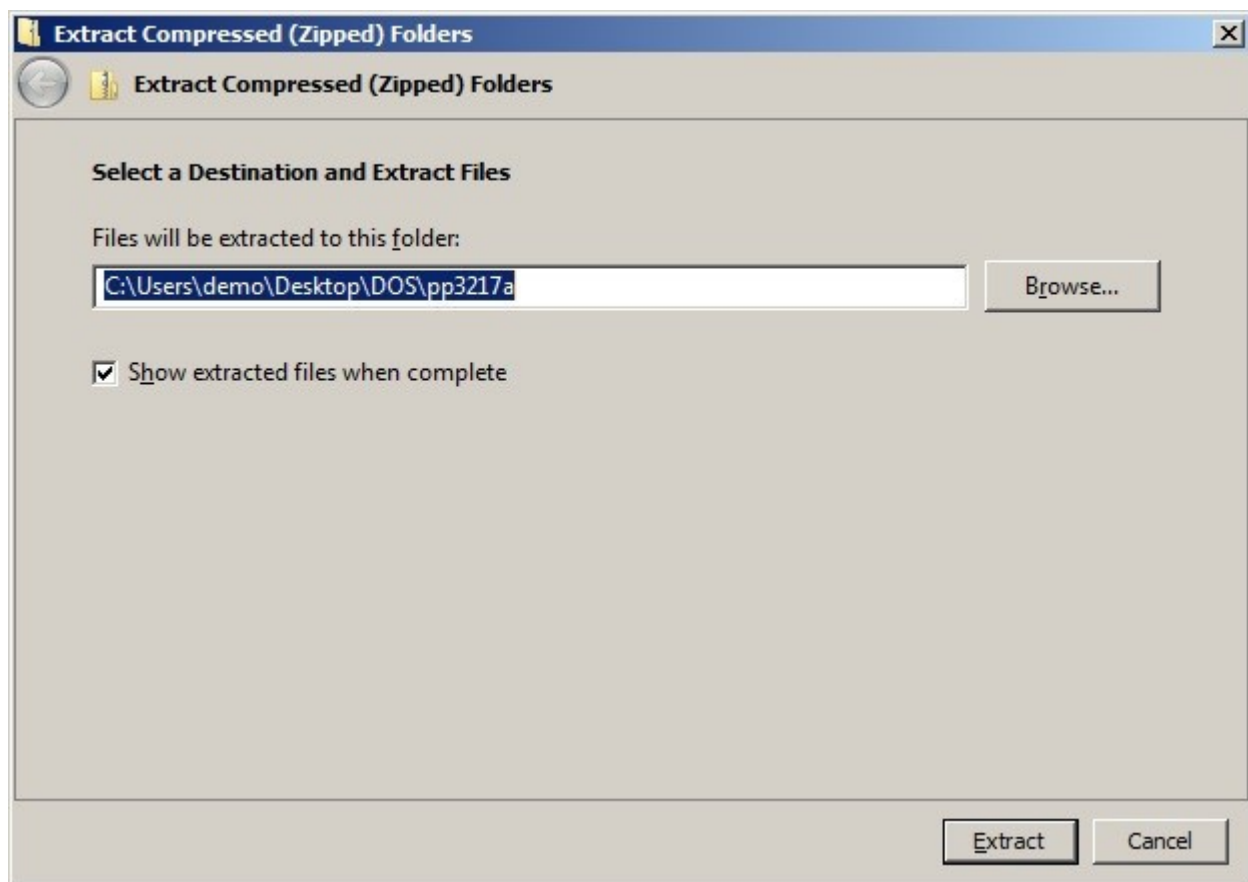 Extract Compressed (Zipped) Folders
Extract Compressed (Zipped) Folders
Select a Destination and Extract Files
Files will be extracted to this folder:
C:\Users\demo\Desktop\DOS\pp3217a
Browse...
Show extracted files when complete
Extract Cancel